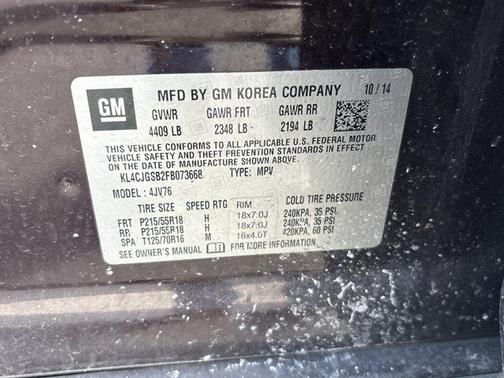 GM
MFD BY GM KOREA COMPANY 10/14
GVWR GAWR FRT GAWR RR
4409 LB 2348 LB 2194 LB
THIS VEHICLE CONFORMS TO ALL APPLICABLE U.S. FEDERAL MOTOR
VEHICLE SAFETY AND THEFT PREVENTION STANDARDS IN EFFECT ON THE
DATE OF MANUFACTURE SHOWN ABOVE.
KL4CJGSB2FB073668 TYPE: MPV
MODEL: 4JV76
TIRE SIZE SPEED RTG RIM COLD TIRE PRESSURE
FRT P215/55R18 H 18x7.0J 240KPA, 35 PSI
RR P215/55R18 H 18x7.0J 240KPA, 35 PSI
SPA T125/70R16 M 16x4.0T 420KPA, 60 PSI
SEE OWNER'S MANUAL FOR MORE INFORMATION